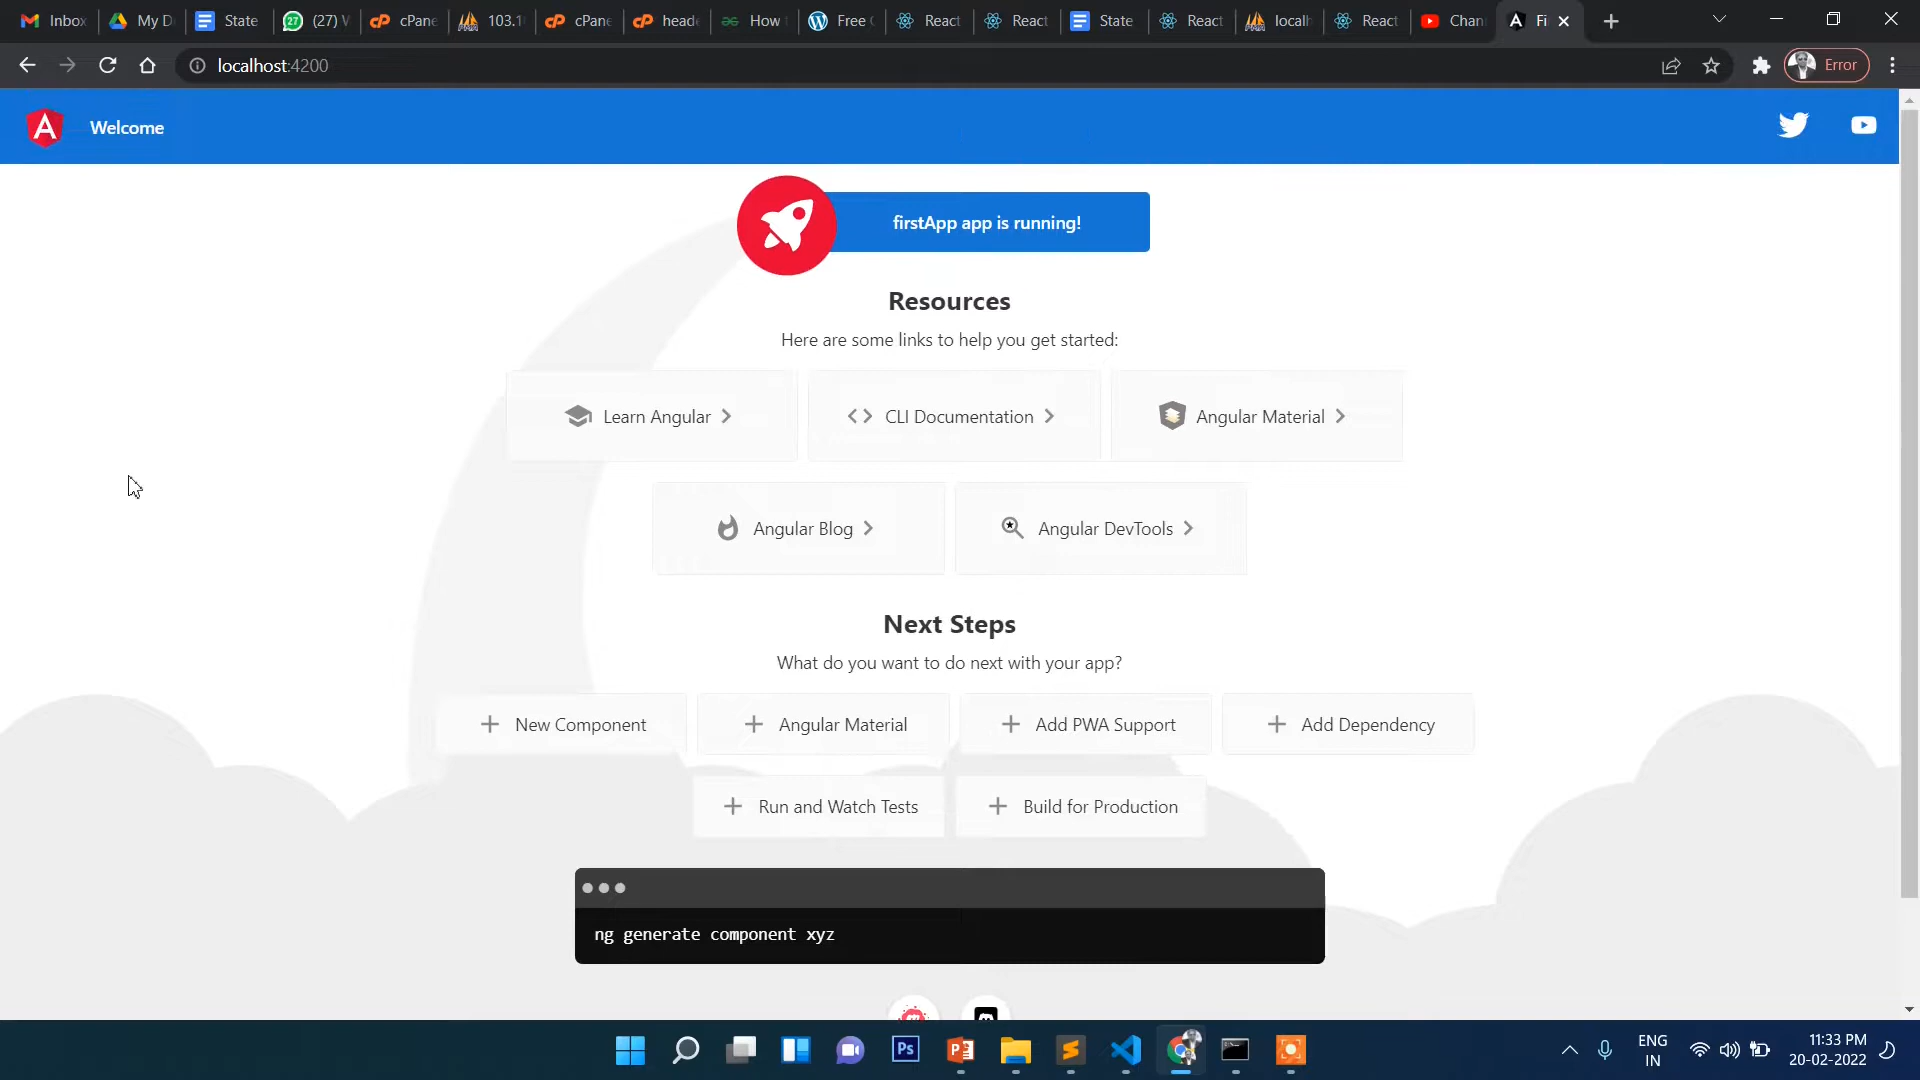 Inbox
My D
State
(27) V
cPane
103.1
cPane
head
How
Free
React
React
State
React
localh
React
Chan
Fi
localhost:4200
Error
Welcome
firstApp app is running!
Resources
Here are some links to help you get started:
Learn Angular
CLI Documentation
Angular Material
Angular Blog
Angular DevTools
Next Steps
What do you want to do next with your app?
New Component
Angular Material
Add PWA Support
Add Dependency
Run and Watch Tests
Build for Production
ng generate component xyz
ENG
IN
11:33 PM
20-02-2022